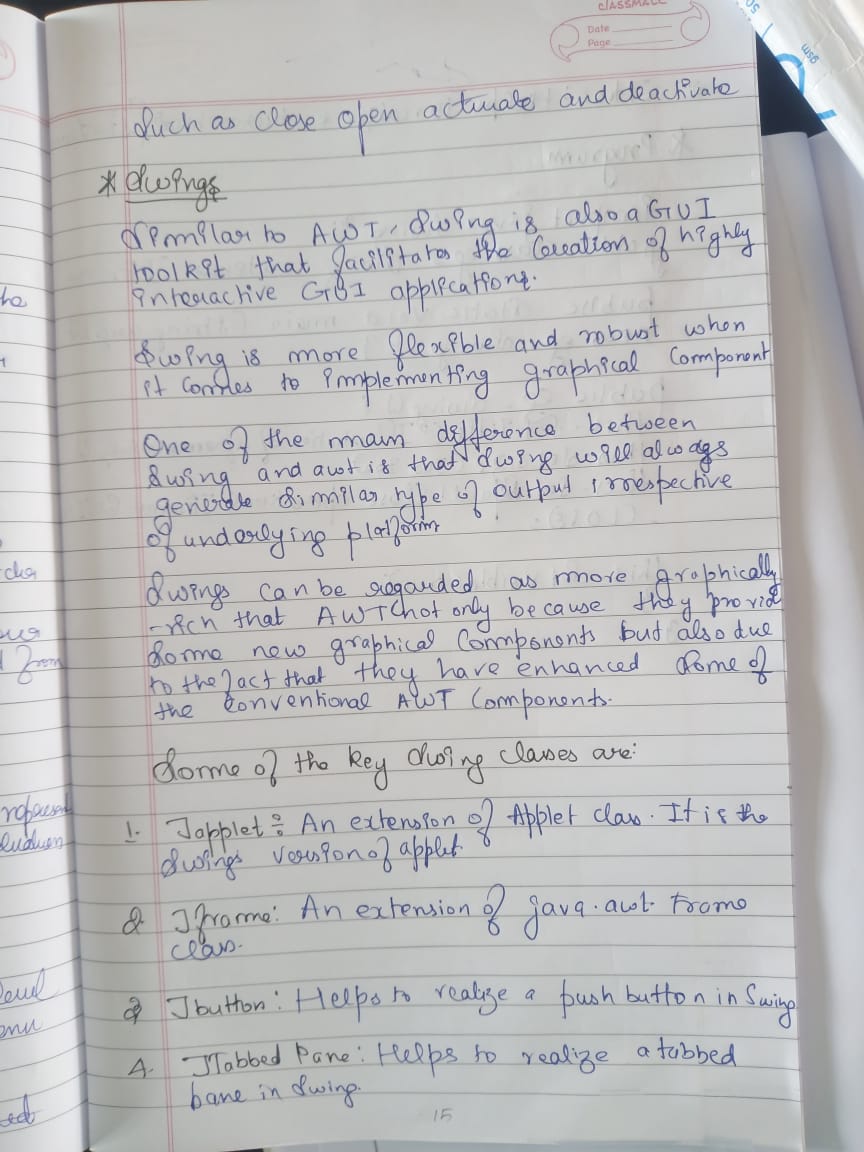 CLASSMATE
Date
Page
Such as close open actuate and deactivate
* Swings
Similar to AWT, Swing is also a GUI
toolkit that facilitates the Creation of highly
interactive GUI applications.
Swing is more flexible and robust when
it comes to implementing graphical Component
One of the main difference between
Swing and awt is that Swing will always
generate Similar type of output irrespective
of underlying platform
Swings can be regarded as more graphically
-rich that AWT(not only because they provid
Some new graphical Components but also due
to the fact that they have enhanced Some of
the Conventional AWT Components.
Some of the key Swing classes are:
1. Japplet: An extension of Applet class. It is the
Swings version of applet
2 Jframe: An extension of java.awt. Frame
class.
Jbutton: Helps to realize a push button in Swing
4. JTabbed Pane: Helps to realize a tabbed
bane in Swing.
15
from
ed
gsm